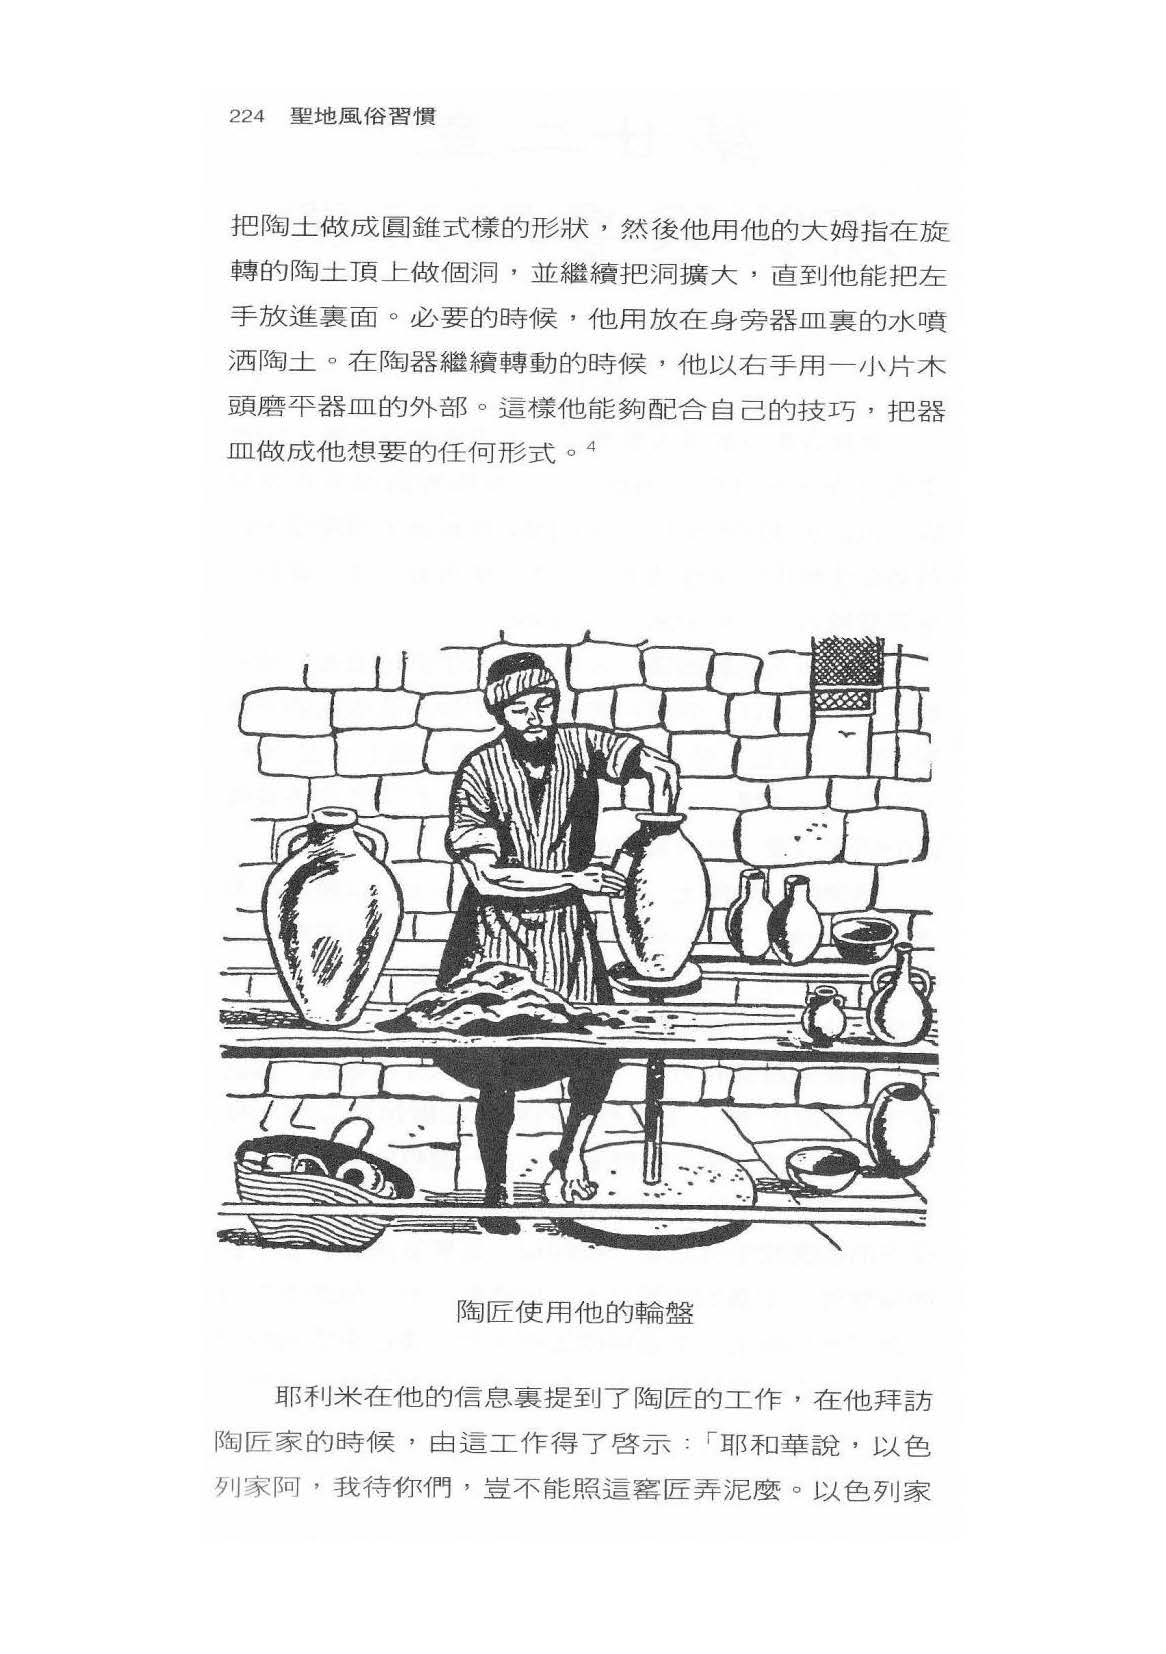 224 聖地風俗習慣
把陶土做成圓錐式樣的形狀，然後他用他的大姆指在旋
轉的陶土頂上做個洞，並繼續把洞擴大，直到他能把左
手放進裏面。必要的時候，他用放在身旁器皿裏的水噴
洒陶土。在陶器繼續轉動的時候，他以右手用一小片木
頭磨平器皿的外部。這樣他能夠配合自己的技巧，把器
皿做成他想要的任何形式。4
陶匠使用他的輪盤
耶利米在他的信息裏提到了陶匠的工作，在他拜訪
陶匠家的時候，由這工作得了啓示：「耶和華說，以色
列家阿，我待你們，豈不能照這窰匠弄泥麼。以色列家